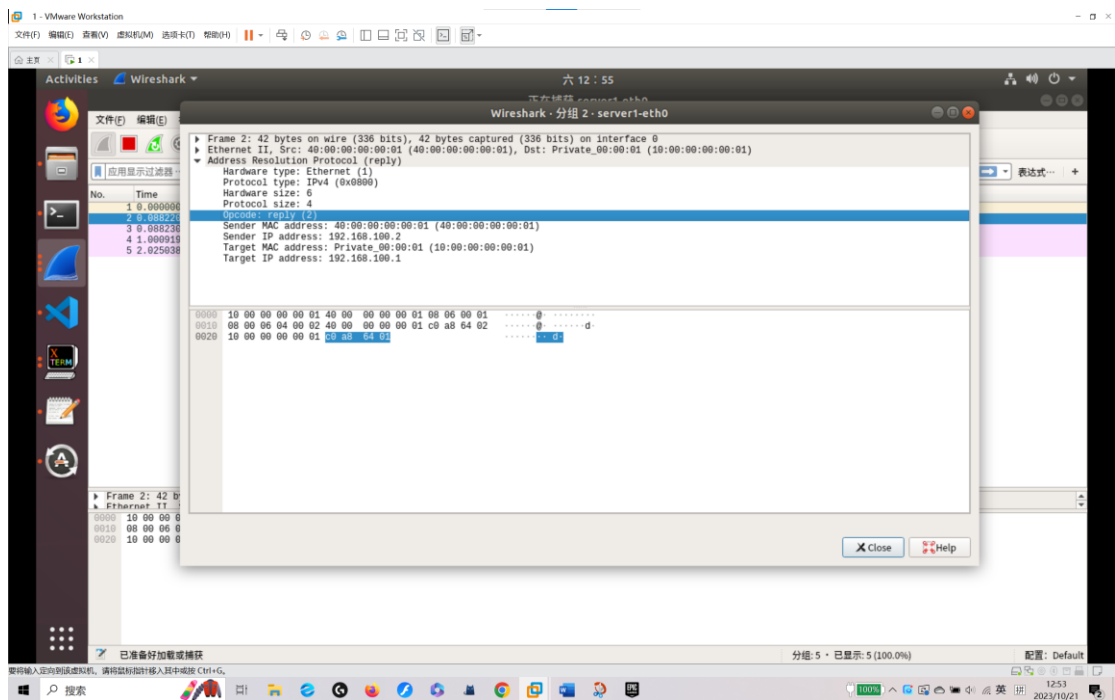 1 - VMware Workstation
文件(F) 编辑(E) 查看(V) 虚拟机(M) 选项卡(T) 帮助(H)
主页 1
Activities Wireshark 六 12：55
正在捕获 server1-eth0
Wireshark · 分组 2 · server1-eth0
文件(F) 编辑(E)
Frame 2: 42 bytes on wire (336 bits), 42 bytes captured (336 bits) on interface 0
Ethernet II, Src: 40:00:00:00:00:01 (40:00:00:00:00:01), Dst: Private_00:00:01 (10:00:00:00:00:01)
Address Resolution Protocol (reply)
Hardware type: Ethernet (1)
Protocol type: IPv4 (0x0800)
Hardware size: 6
Protocol size: 4
Opcode: reply (2)
Sender MAC address: 40:00:00:00:00:01 (40:00:00:00:00:01)
Sender IP address: 192.168.100.2
Target MAC address: Private_00:00:01 (10:00:00:00:00:01)
Target IP address: 192.168.100.1
应用显示过滤器 表达式… +
No. Time
1 0.000000
2 0.088220
3 0.088230
4 1.000919
5 2.025038
0000 10 00 00 00 00 01 40 00 00 00 00 01 08 06 00 01 ······@· ········
0010 08 00 06 04 00 02 40 00 00 00 00 01 c0 a8 64 02 ······@· ······d·
0020 10 00 00 00 00 01 c0 a8 64 01 ········ d·
X TERM
Frame 2: 42 b
Ethernet II
0000 10 00 00 0
0010 08 00 06 0
0020 10 00 00 0
Close Help
已准备好加载或捕获 分组: 5 · 已显示: 5 (100.0%) 配置: Default
要将输入定向到该虚拟机，请将鼠标指针移入其中或按 Ctrl+G。
搜索 100% 英 拼 12:53
2023/10/21